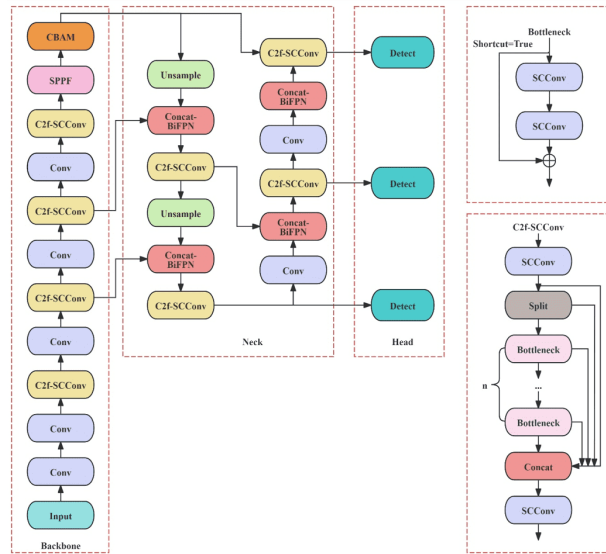 CBAM
SPPF
C2f-SCConv
Conv
C2f-SCConv
Conv
C2f-SCConv
Conv
C2f-SCConv
Conv
Conv
Input
Backbone
Unsample
Concat-
BiFPN
C2f-SCConv
Unsample
Concat-
BiFPN
C2f-SCConv
C2f-SCConv
Concat-
BiFPN
Conv
C2f-SCConv
Concat-
BiFPN
Conv
Neck
Detect
Detect
Detect
Head
Bottleneck
Shortcut=True
SCConv
SCConv
C2f-SCConv
SCConv
Split
Bottleneck
...
n
Bottleneck
Concat
SCConv